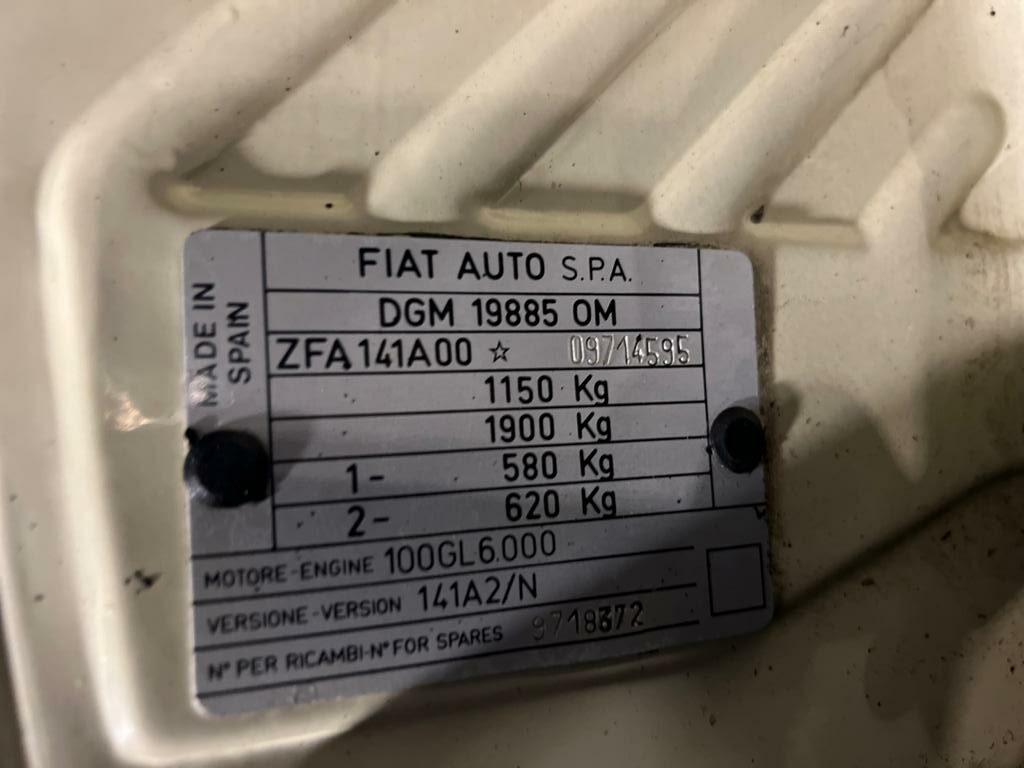 MADE IN
SPAIN
FIAT AUTO S.P.A.
DGM 19885 OM
ZFA141A00 ☆ 09714595
1150 Kg
1900 Kg
1- 580 Kg
2- 620 Kg
MOTORE-ENGINE 100GL6.000
VERSIONE-VERSION 141A2/N
N° PER RICAMBI-N° FOR SPARES 9718372